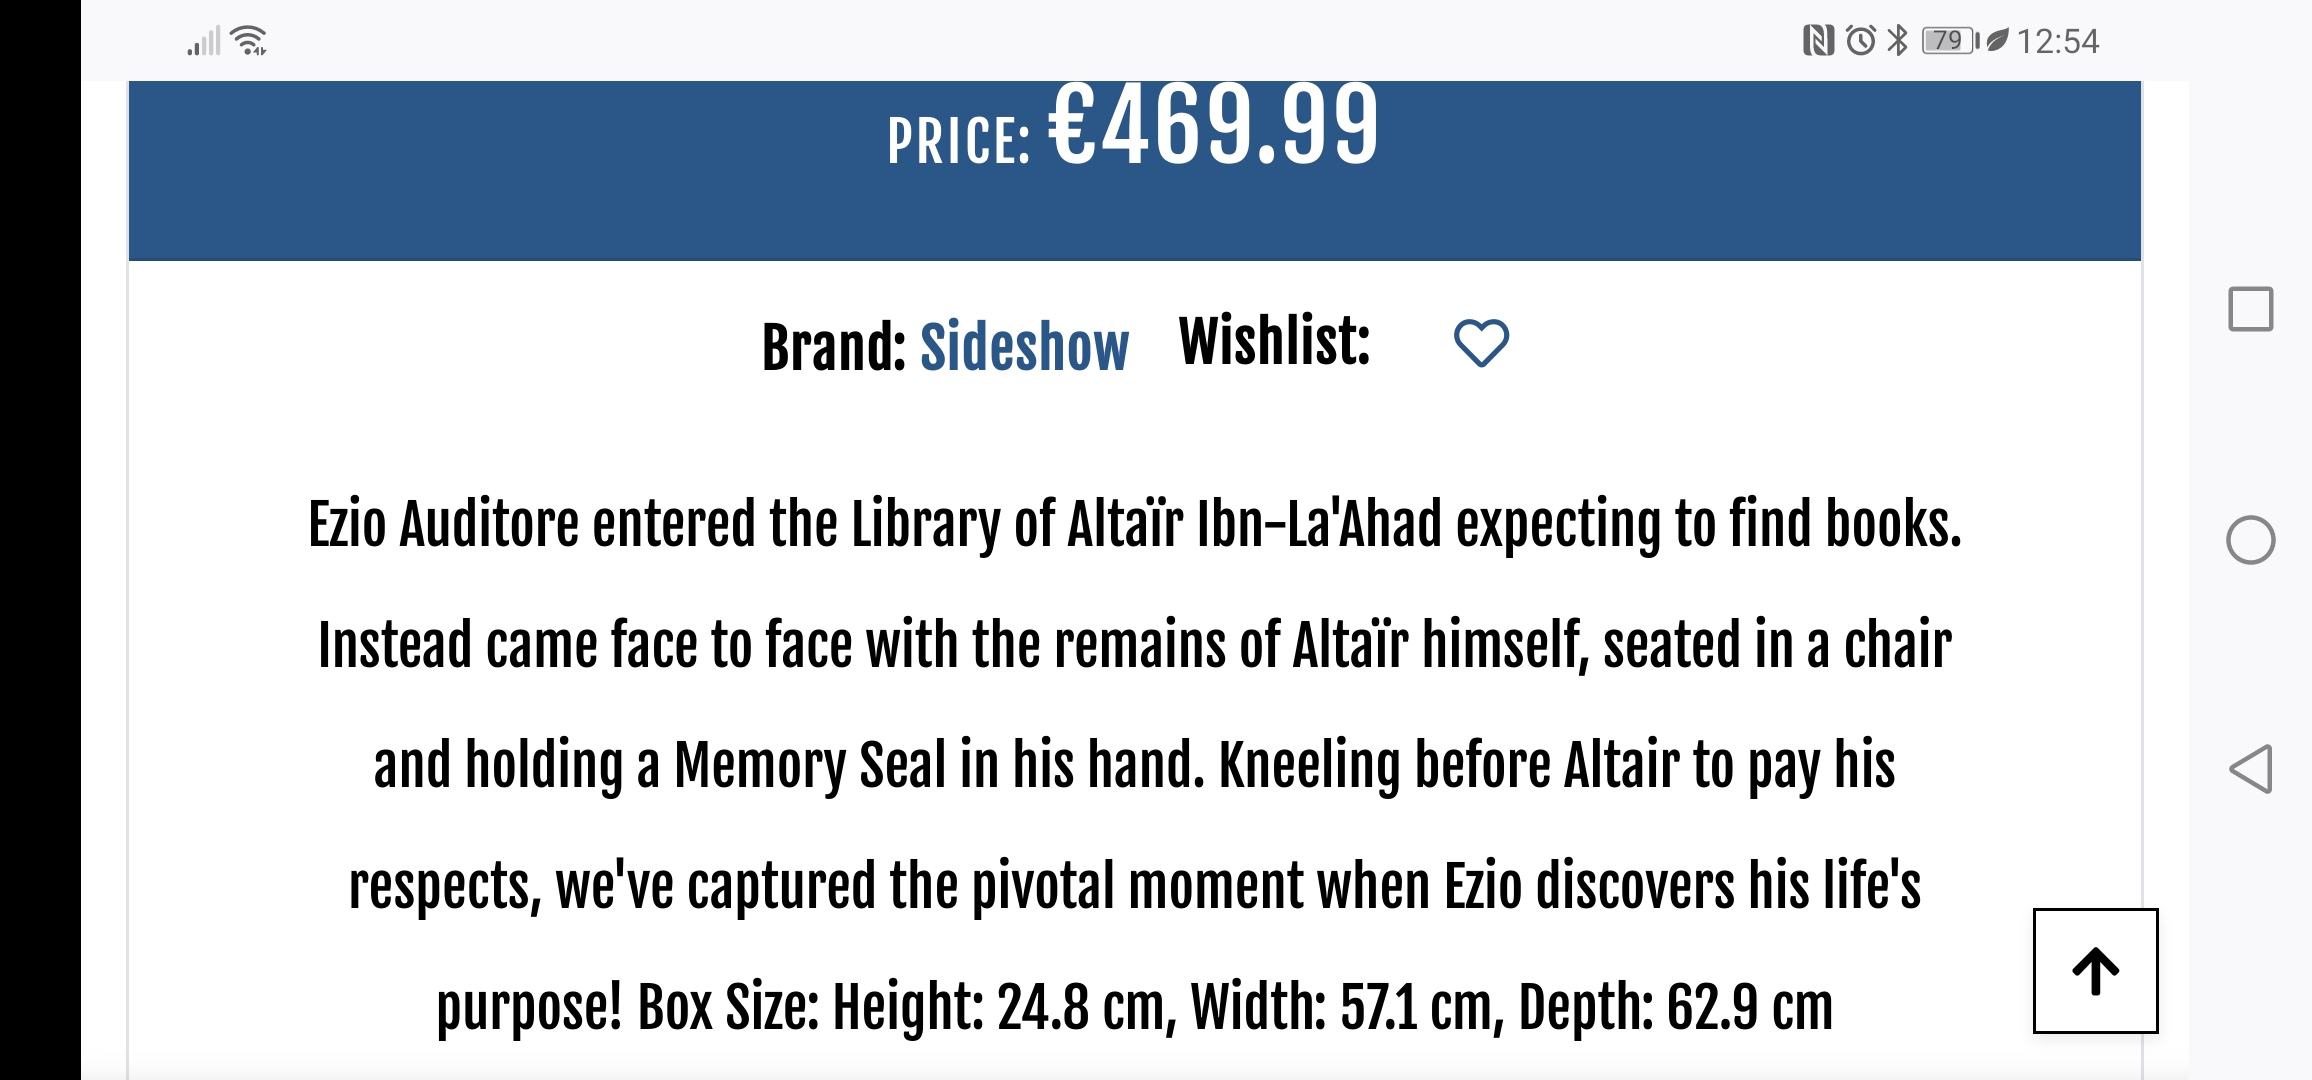 79 12:54
PRICE: €469.99
Brand: Sideshow Wishlist:
Ezio Auditore entered the Library of Altaïr Ibn-La'Ahad expecting to find books.
Instead came face to face with the remains of Altaïr himself, seated in a chair
and holding a Memory Seal in his hand. Kneeling before Altair to pay his
respects, we've captured the pivotal moment when Ezio discovers his life's
purpose! Box Size: Height: 24.8 cm, Width: 57.1 cm, Depth: 62.9 cm